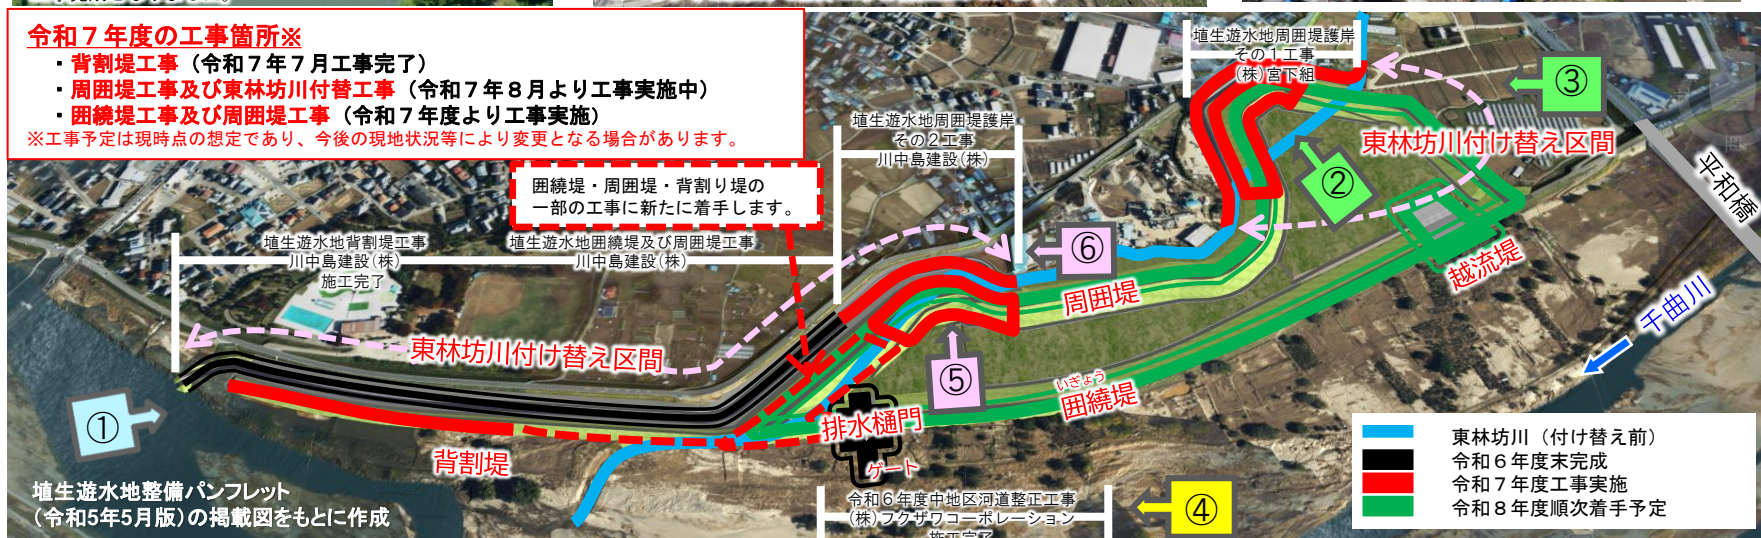 令和７年度の工事箇所※
・背割堤工事（令和７年７月工事完了）
・周囲堤工事及び東林坊川付替工事（令和７年８月より工事実施中）
・囲繞堤工事及び周囲堤工事（令和７年度より工事実施）
※工事予定は現時点の想定であり、今後の現地状況等により変更となる場合があります。
埴生遊水地周囲堤護岸
その１工事
(株)宮下組
③
東林坊川付け替え区間
平和橋
埴生遊水地周囲堤護岸
その２工事
川中島建設(株)
②
囲繞堤・周囲堤・背割り堤の
一部の工事に新たに着手します。
埴生遊水地背割堤工事
川中島建設(株)
施工完了
埴生遊水地囲繞堤及び周囲堤工事
川中島建設(株)
⑥
越流堤
周囲堤
千曲川
東林坊川付け替え区間
⑤
いぎょう
囲繞堤
①
排水樋門
背割堤
ゲート
埴生遊水地整備パンフレット
（令和5年5月版）の掲載図をもとに作成
令和６年度中地区河道整正工事
(株)フクザワコーポレーション
施工完了
④
東林坊川（付け替え前）
令和６年度末完成
令和７年度工事実施
令和８年度順次着手予定